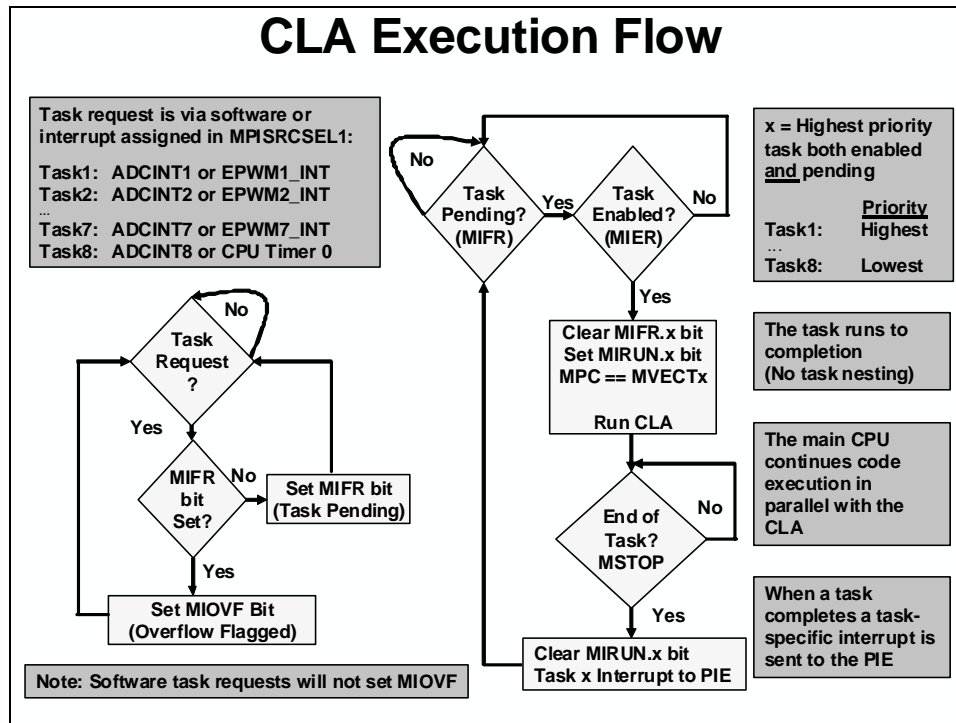 CLA Execution Flow
Task request is via software or
interrupt assigned in MPISRCSEL1:
Task1: ADCINT1 or EPWM1_INT
Task2: ADCINT2 or EPWM2_INT
...
Task7: ADCINT7 or EPWM7_INT
Task8: ADCINT8 or CPU Timer 0
No
Task
Request
?
Yes
MIFR
bit
Set?
No
Set MIFR bit
(Task Pending)
Yes
Set MIOVF Bit
(Overflow Flagged)
Note: Software task requests will not set MIOVF
No
Task
Pending?
(MIFR)
Yes
Task
Enabled?
(MIER)
No
Yes
Clear MIFR.x bit
Set MIRUN.x bit
MPC == MVECTx
Run CLA
End of
Task?
MSTOP
No
Yes
Clear MIRUN.x bit
Task x Interrupt to PIE
x = Highest priority
task both enabled
and pending
Priority
Task1: Highest
...
Task8: Lowest
The task runs to
completion
(No task nesting)
The main CPU
continues code
execution in
parallel with the
CLA
When a task
completes a task-
specific interrupt is
sent to the PIE